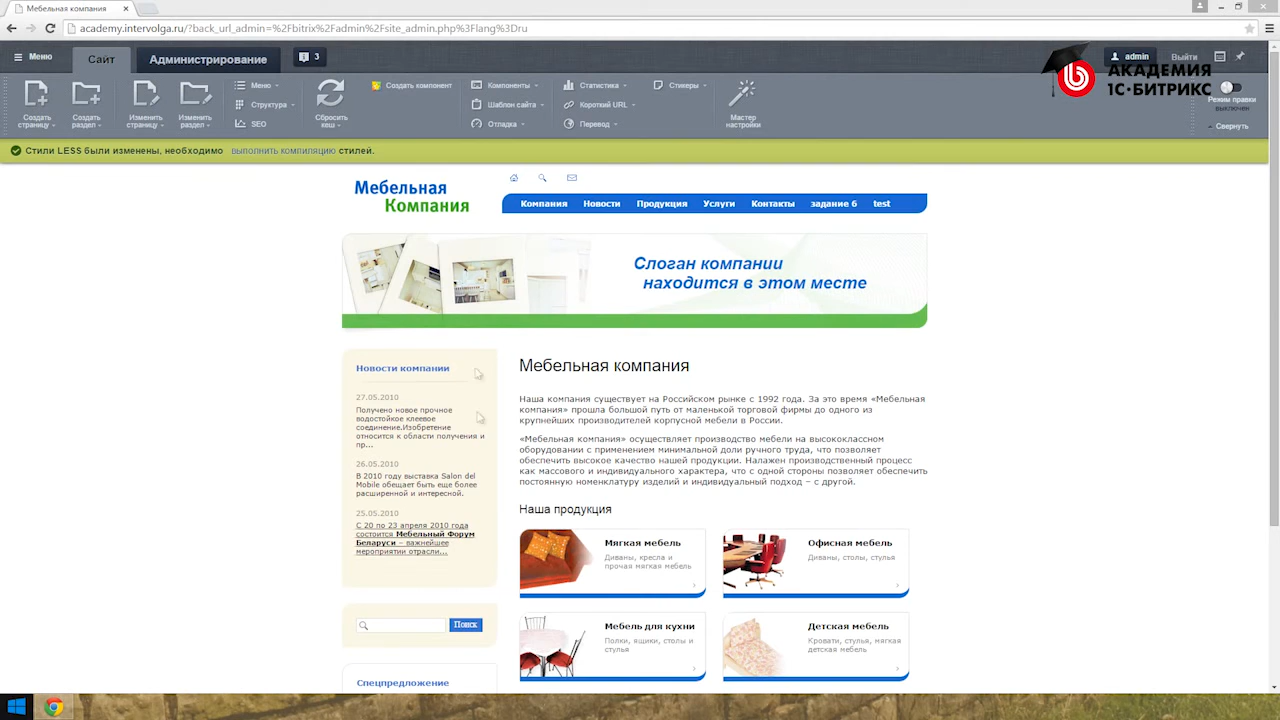 Мебельная компания
academy.intervolga.ru/?back_url_admin=%2Fbitrix%2Fadmin%2Fsite_admin.php%3Flang%3Dru
Меню
Сайт
Администрирование
3
admin
Выйти
АКАДЕМИЯ
1С·БИТРИКС
Создать
страницу
Создать
раздел
Изменить
страницу
Изменить
раздел
Меню
Структура
SEO
Сбросить
кеш
Создать компонент
Компоненты
Шаблон сайта
Отладка
Статистика
Короткий URL
Перевод
Стикеры
Мастер
настройки
Режим правки
выключен
Свернуть
Стили LESS были изменены, необходимо выполнить компиляцию стилей.
Мебельная
Компания
Компания Новости Продукция Услуги Контакты задание 6 test
Слоган компании
находится в этом месте
Новости компании
27.05.2010
Получено новое прочное
водостойкое клеевое
соединение.Изобретение
относится к области получения и
пр...
26.05.2010
В 2010 году выставка Salon del
Mobile обещает быть еще более
расширенной и интересной.
25.05.2010
С 20 по 23 апреля 2010 года
состоится Мебельный Форум
Беларуси – важнейшее
мероприятии отрасли...
Поиск
Спецпредложение
Мебельная компания
Наша компания существует на Российском рынке с 1992 года. За это время «Мебельная
компания» прошла большой путь от маленькой торговой фирмы до одного из
крупнейших производителей корпусной мебели в России.
«Мебельная компания» осуществляет производство мебели на высококлассном
оборудовании с применением минимальной доли ручного труда, что позволяет
обеспечить высокое качество нашей продукции. Налажен производственный процесс
как массового и индивидуального характера, что с одной стороны позволяет обеспечить
постоянную номенклатуру изделий и индивидуальный подход – с другой.
Наша продукция
Мягкая мебель
Диваны, кресла и
прочая мягкая мебель
Офисная мебель
Диваны, столы, стулья
Мебель для кухни
Полки, ящики, столы и
стулья
Детская мебель
Кровати, стулья, мягкая
детская мебель